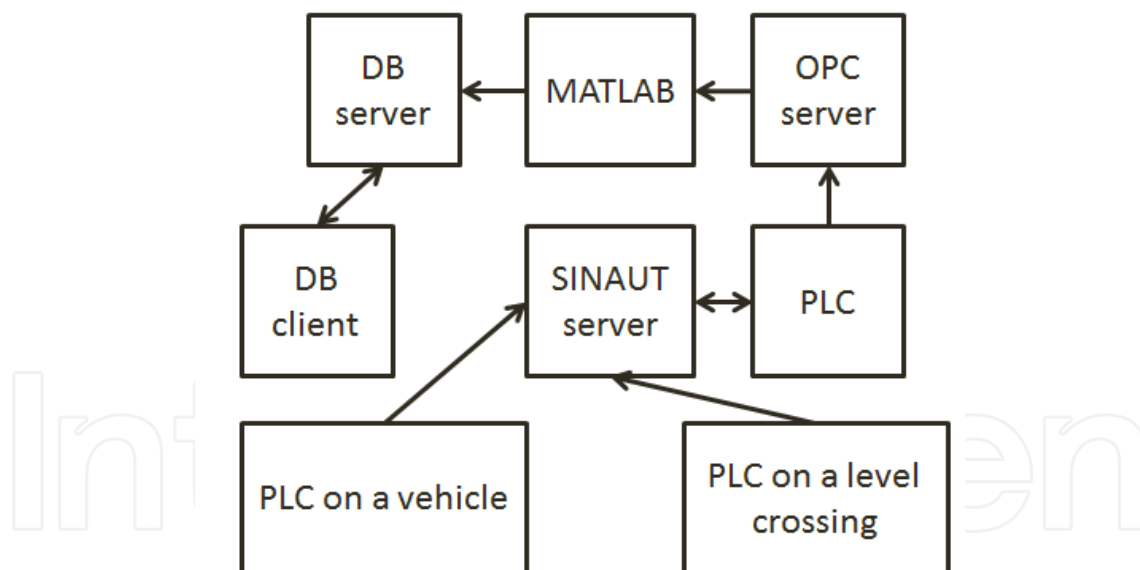 DB
server
MATLAB
OPC
server
DB
client
SINAUT
server
PLC
PLC on a vehicle
PLC on a level
crossing